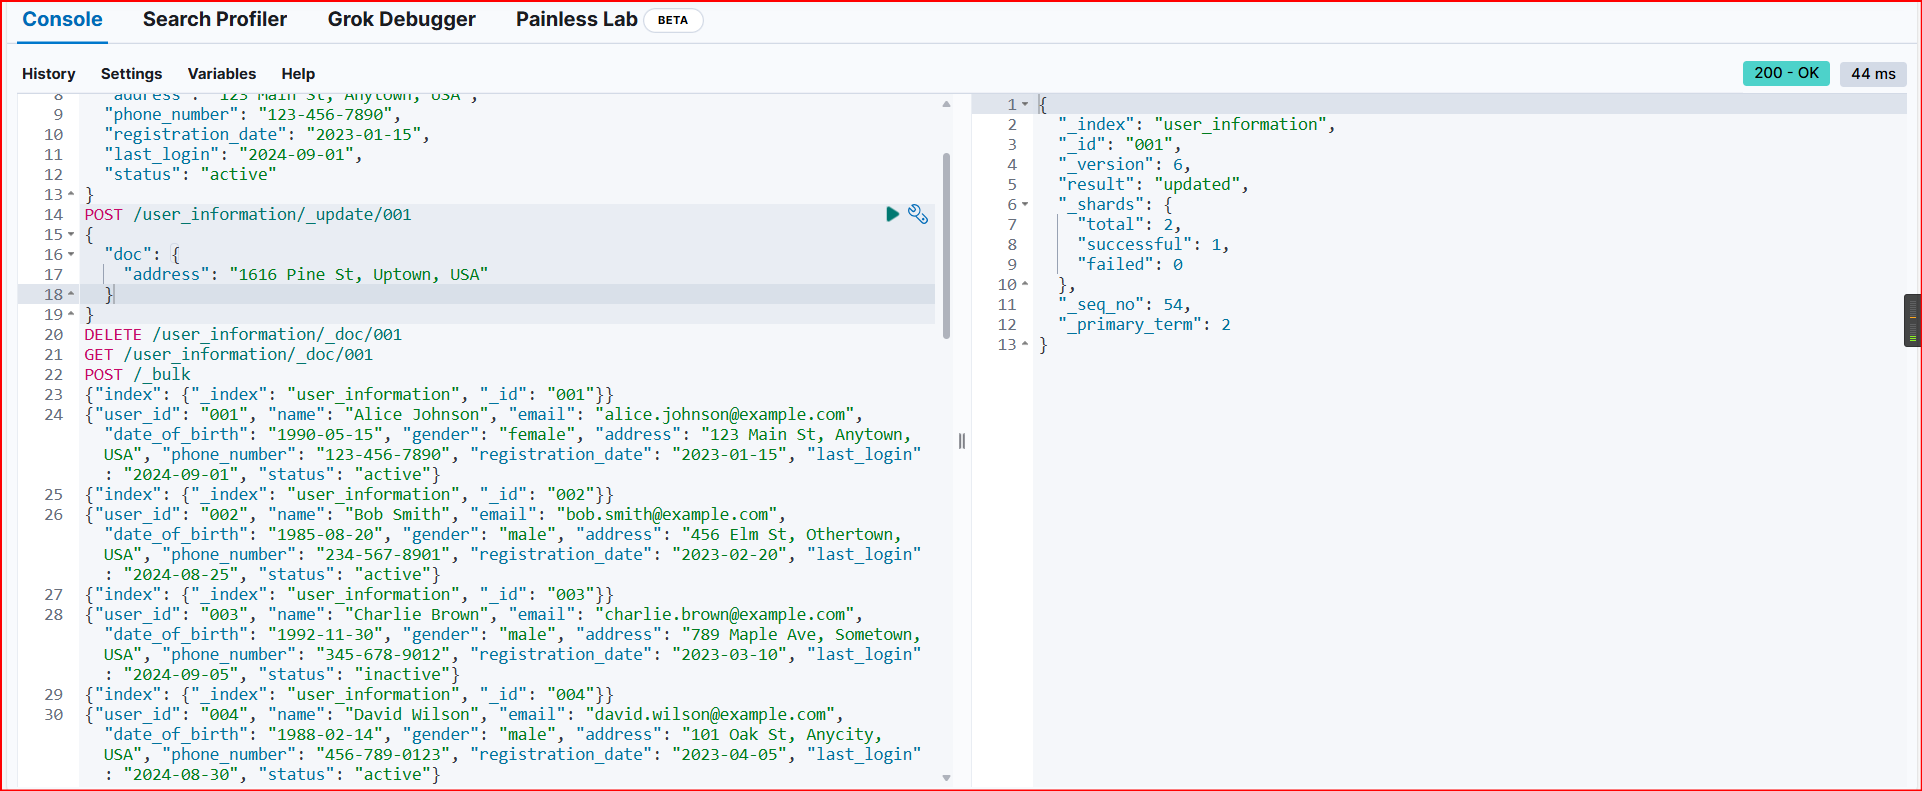 Console Search Profiler Grok Debugger Painless Lab BETA
History Settings Variables Help 200 - OK 44 ms
8 "address": "123 Main St, Anytown, USA",
9 "phone_number": "123-456-7890",
10 "registration_date": "2023-01-15",
11 "last_login": "2024-09-01",
12 "status": "active"
13 }
14 POST /user_information/_update/001
15 {
16 "doc": {
17 "address": "1616 Pine St, Uptown, USA"
18 }
19 }
20 DELETE /user_information/_doc/001
21 GET /user_information/_doc/001
22 POST /_bulk
23 {"index": {"_index": "user_information", "_id": "001"}}
24 {"user_id": "001", "name": "Alice Johnson", "email": "alice.johnson@example.com",
"date_of_birth": "1990-05-15", "gender": "female", "address": "123 Main St, Anytown,
USA", "phone_number": "123-456-7890", "registration_date": "2023-01-15", "last_login"
: "2024-09-01", "status": "active"}
25 {"index": {"_index": "user_information", "_id": "002"}}
26 {"user_id": "002", "name": "Bob Smith", "email": "bob.smith@example.com",
"date_of_birth": "1985-08-20", "gender": "male", "address": "456 Elm St, Othertown,
USA", "phone_number": "234-567-8901", "registration_date": "2023-02-20", "last_login"
: "2024-08-25", "status": "active"}
27 {"index": {"_index": "user_information", "_id": "003"}}
28 {"user_id": "003", "name": "Charlie Brown", "email": "charlie.brown@example.com",
"date_of_birth": "1992-11-30", "gender": "male", "address": "789 Maple Ave, Sometown,
USA", "phone_number": "345-678-9012", "registration_date": "2023-03-10", "last_login"
: "2024-09-05", "status": "inactive"}
29 {"index": {"_index": "user_information", "_id": "004"}}
30 {"user_id": "004", "name": "David Wilson", "email": "david.wilson@example.com",
"date_of_birth": "1988-02-14", "gender": "male", "address": "101 Oak St, Anycity,
USA", "phone_number": "456-789-0123", "registration_date": "2023-04-05", "last_login"
: "2024-08-30", "status": "active"}
1 {
2 "_index": "user_information",
3 "_id": "001",
4 "_version": 6,
5 "result": "updated",
6 "_shards": {
7 "total": 2,
8 "successful": 1,
9 "failed": 0
10 },
11 "_seq_no": 54,
12 "_primary_term": 2
13 }